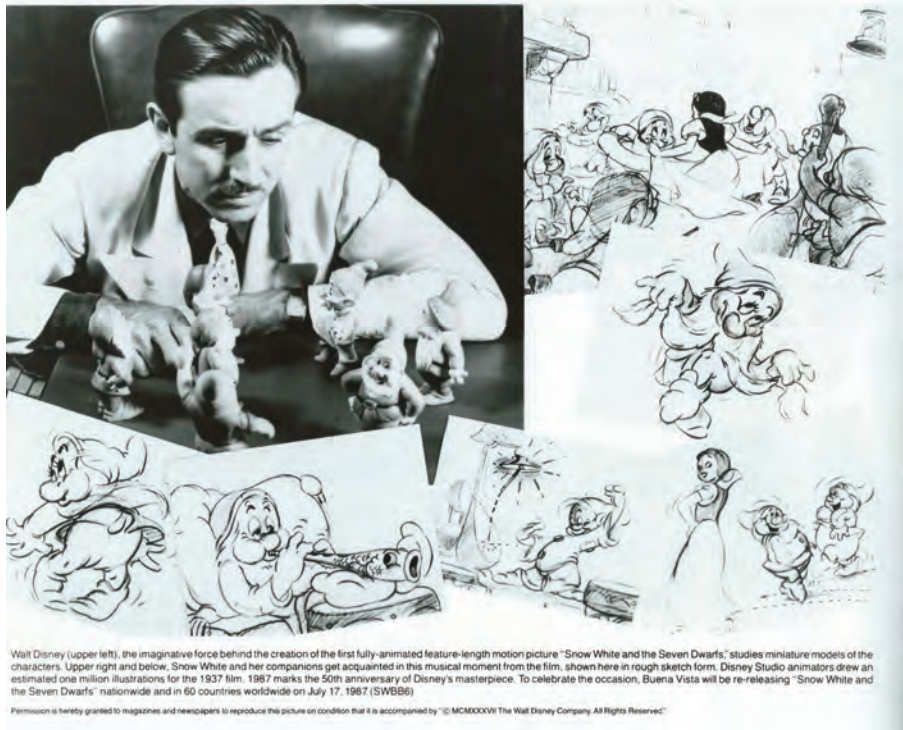 Walt Disney (upper left), the imaginative force behind the creation of the first fully-animated feature-length motion picture "Snow White and the Seven Dwarfs," studies miniature models of the
characters. Upper right and below, Snow White and her companions get acquainted in this musical moment from the film, shown here in rough sketch form. Disney Studio animators drew an
estimated one million illustrations for the 1937 film. 1987 marks the 50th anniversary of Disney's masterpiece. To celebrate the occasion, Buena Vista will be re-releasing "Snow White and
the Seven Dwarfs" nationwide and in 60 countries worldwide on July 17, 1987 (SWBB6)
Permission is hereby granted to magazines and newspapers to reproduce this picture on condition that it is accompanied by "© MCMXXXVII The Walt Disney Company. All Rights Reserved."